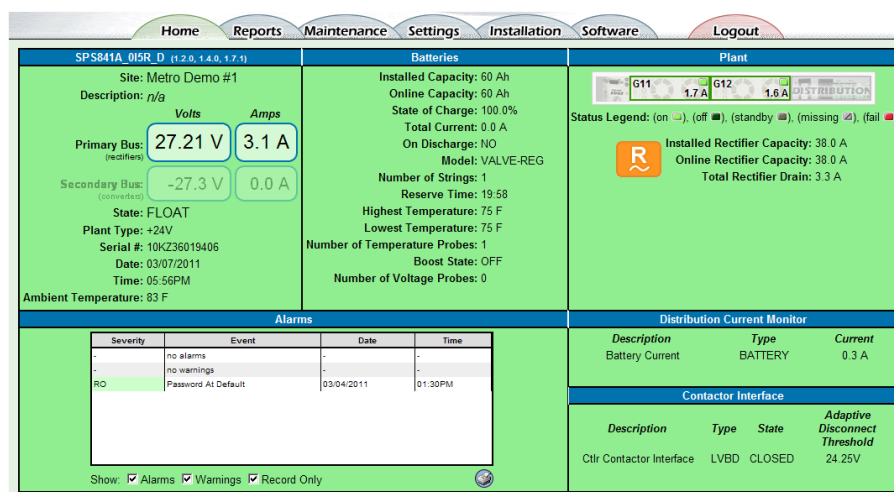 Home Reports Maintenance Settings Installation Software Logout
SPS841A_0I5R_D (1.2.0, 1.4.0, 1.7.1)
Site: Metro Demo #1
Description: n/a
Volts Amps
Primary Bus: 27.21 V 3.1 A
(rectifiers)
Secondary Bus: -27.3 V 0.0 A
(converters)
State: FLOAT
Plant Type: +24V
Serial #: 10KZ36019406
Date: 03/07/2011
Time: 05:56PM
Ambient Temperature: 83 F
Batteries
Installed Capacity: 60 Ah
Online Capacity: 60 Ah
State of Charge: 100.0%
Total Current: 0.0 A
On Discharge: NO
Model: VALVE-REG
Number of Strings: 1
Reserve Time: 19:58
Highest Temperature: 75 F
Lowest Temperature: 75 F
Number of Temperature Probes: 1
Boost State: OFF
Number of Voltage Probes: 0
Plant
G11 G12
1.7 A 1.6 A DISTRIBUTION
Status Legend: (on ), (off ), (standby ), (missing ), (fail
R
Installed Rectifier Capacity: 38.0 A
Online Rectifier Capacity: 38.0 A
Total Rectifier Drain: 3.3 A
Alarms
Severity Event Date Time
- no alarms - -
- no warnings - -
RO Password At Default 03/04/2011 01:30PM
Show: Alarms Warnings Record Only
Distribution Current Monitor
Description Type Current
Battery Current BATTERY 0.3 A
Contactor Interface
Description Type State Adaptive Disconnect Threshold
Ctlr Contactor Interface LVBD CLOSED 24.25V